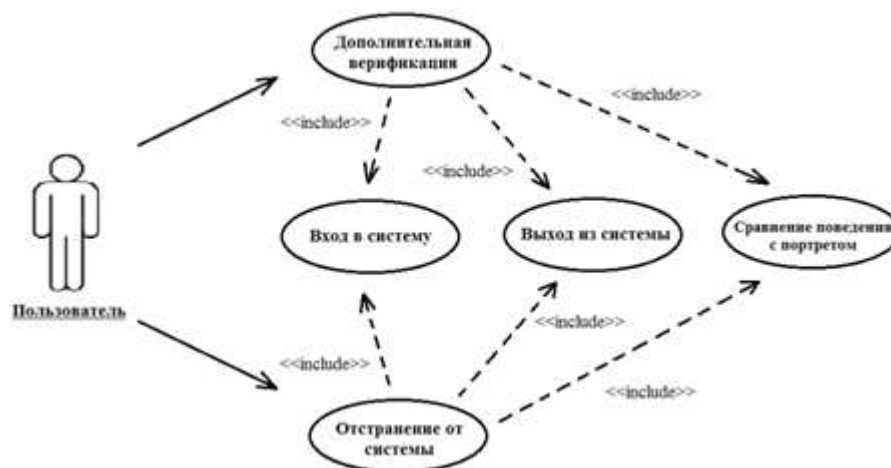 Дополнительная
верификация
<<include>>
<<include>>
<<include>>
Вход в систему
Выход из системы
Сравнение поведения
с портретом
Пользователь
<<include>>
<<include>>
<<include>>
Отстранение от
системы